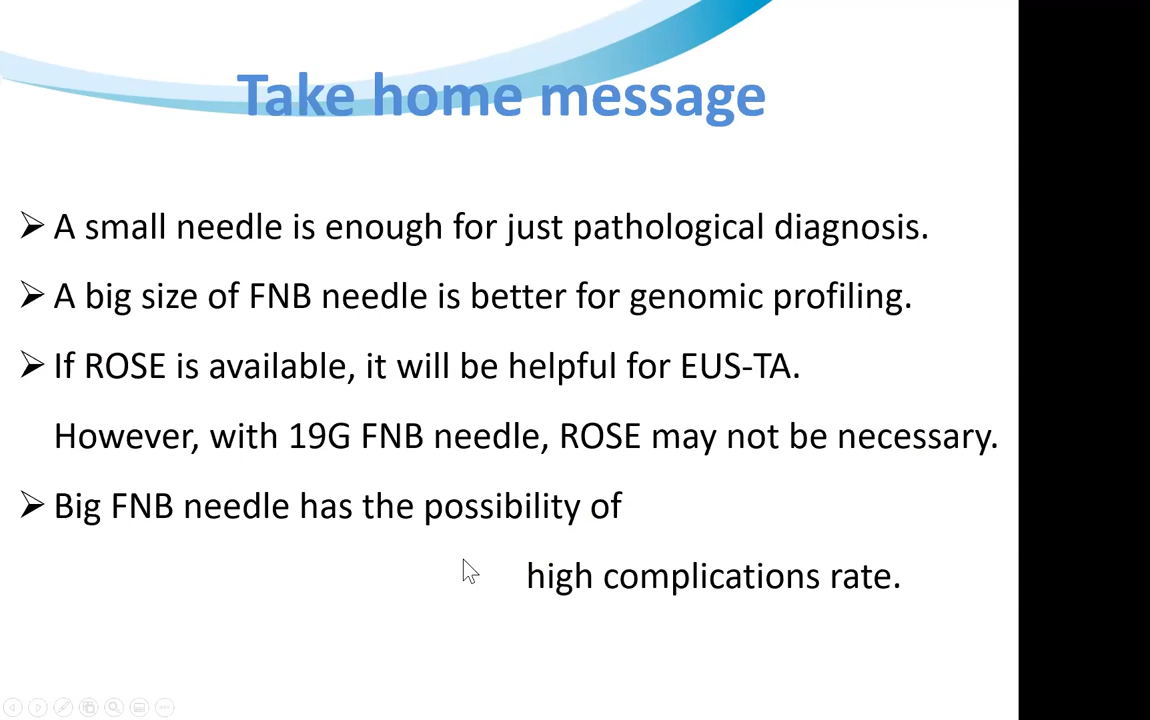 Take home message
A small needle is enough for just pathological diagnosis.
A big size of FNB needle is better for genomic profiling.
If ROSE is available, it will be helpful for EUS-TA.
However, with 19G FNB needle, ROSE may not be necessary.
Big FNB needle has the possibility of
high complications rate.